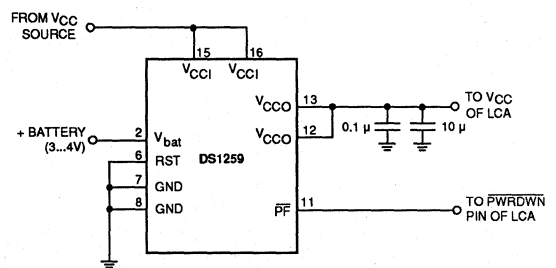 FROM VCC
SOURCE
15 16
VCCI VCCI
VCCO 13
TO VCC
OF LCA
VCCO 12
0.1 µ 10 µ
+ BATTERY
(3...4V)
2 Vbat
6 RST
DS1259
7 GND
8 GND
PF 11
TO PWRDWN
PIN OF LCA